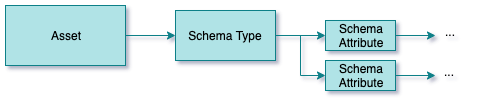 Asset
Schema Type
Schema
Attribute
...
Schema
Attribute
...